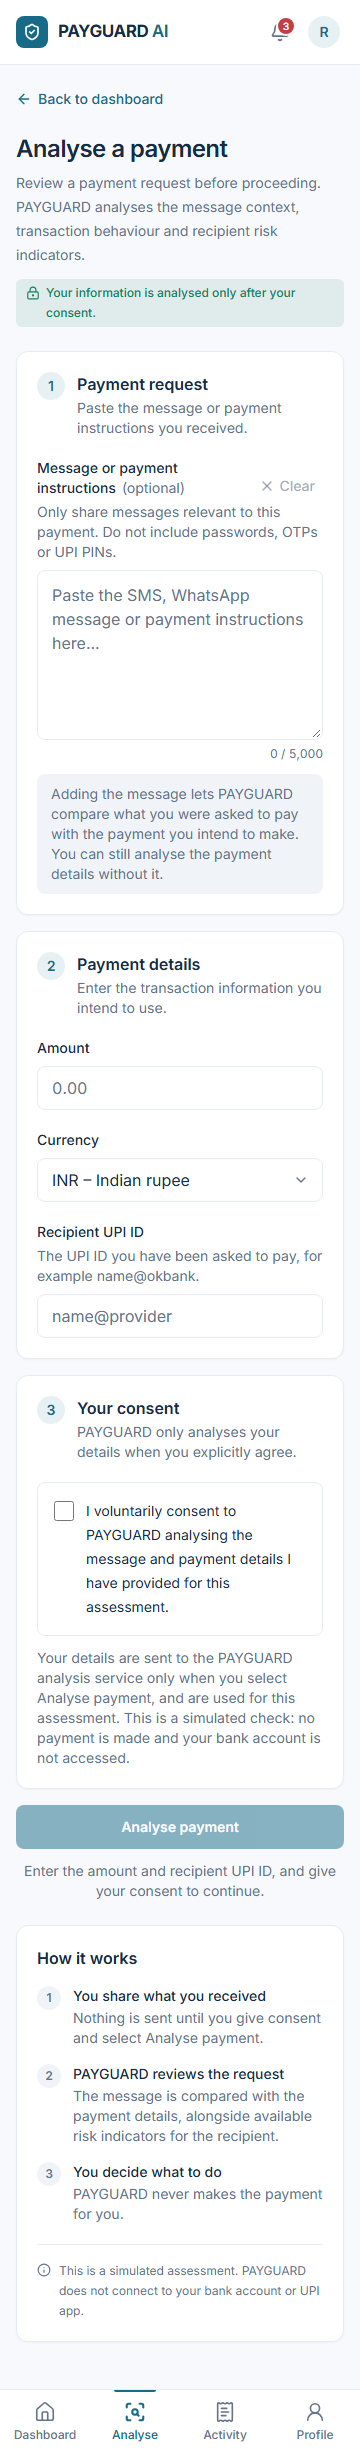 PAYGUARD AI
3
R
Back to dashboard
Analyse a payment
Review a payment request before proceeding.
PAYGUARD analyses the message context,
transaction behaviour and recipient risk
indicators.
Your information is analysed only after your
consent.
1
Payment request
Paste the message or payment
instructions you received.
Message or payment
instructions (optional)
Clear
Only share messages relevant to this
payment. Do not include passwords, OTPs
or UPI PINs.
Paste the SMS, WhatsApp
message or payment instructions
here...
0 / 5,000
Adding the message lets PAYGUARD
compare what you were asked to pay
with the payment you intend to make.
You can still analyse the payment
details without it.
2
Payment details
Enter the transaction information you
intend to use.
Amount
0.00
Currency
INR – Indian rupee
Recipient UPI ID
The UPI ID you have been asked to pay, for
example name@okbank.
name@provider
3
Your consent
PAYGUARD only analyses your
details when you explicitly agree.
I voluntarily consent to
PAYGUARD analysing the
message and payment details I
have provided for this
assessment.
Your details are sent to the PAYGUARD
analysis service only when you select
Analyse payment, and are used for this
assessment. This is a simulated check: no
payment is made and your bank account is
not accessed.
Analyse payment
Enter the amount and recipient UPI ID, and give
your consent to continue.
How it works
1
You share what you received
Nothing is sent until you give consent
and select Analyse payment.
2
PAYGUARD reviews the request
The message is compared with the
payment details, alongside available
risk indicators for the recipient.
3
You decide what to do
PAYGUARD never makes the payment
for you.
This is a simulated assessment. PAYGUARD
does not connect to your bank account or UPI
app.
Dashboard
Analyse
Activity
Profile